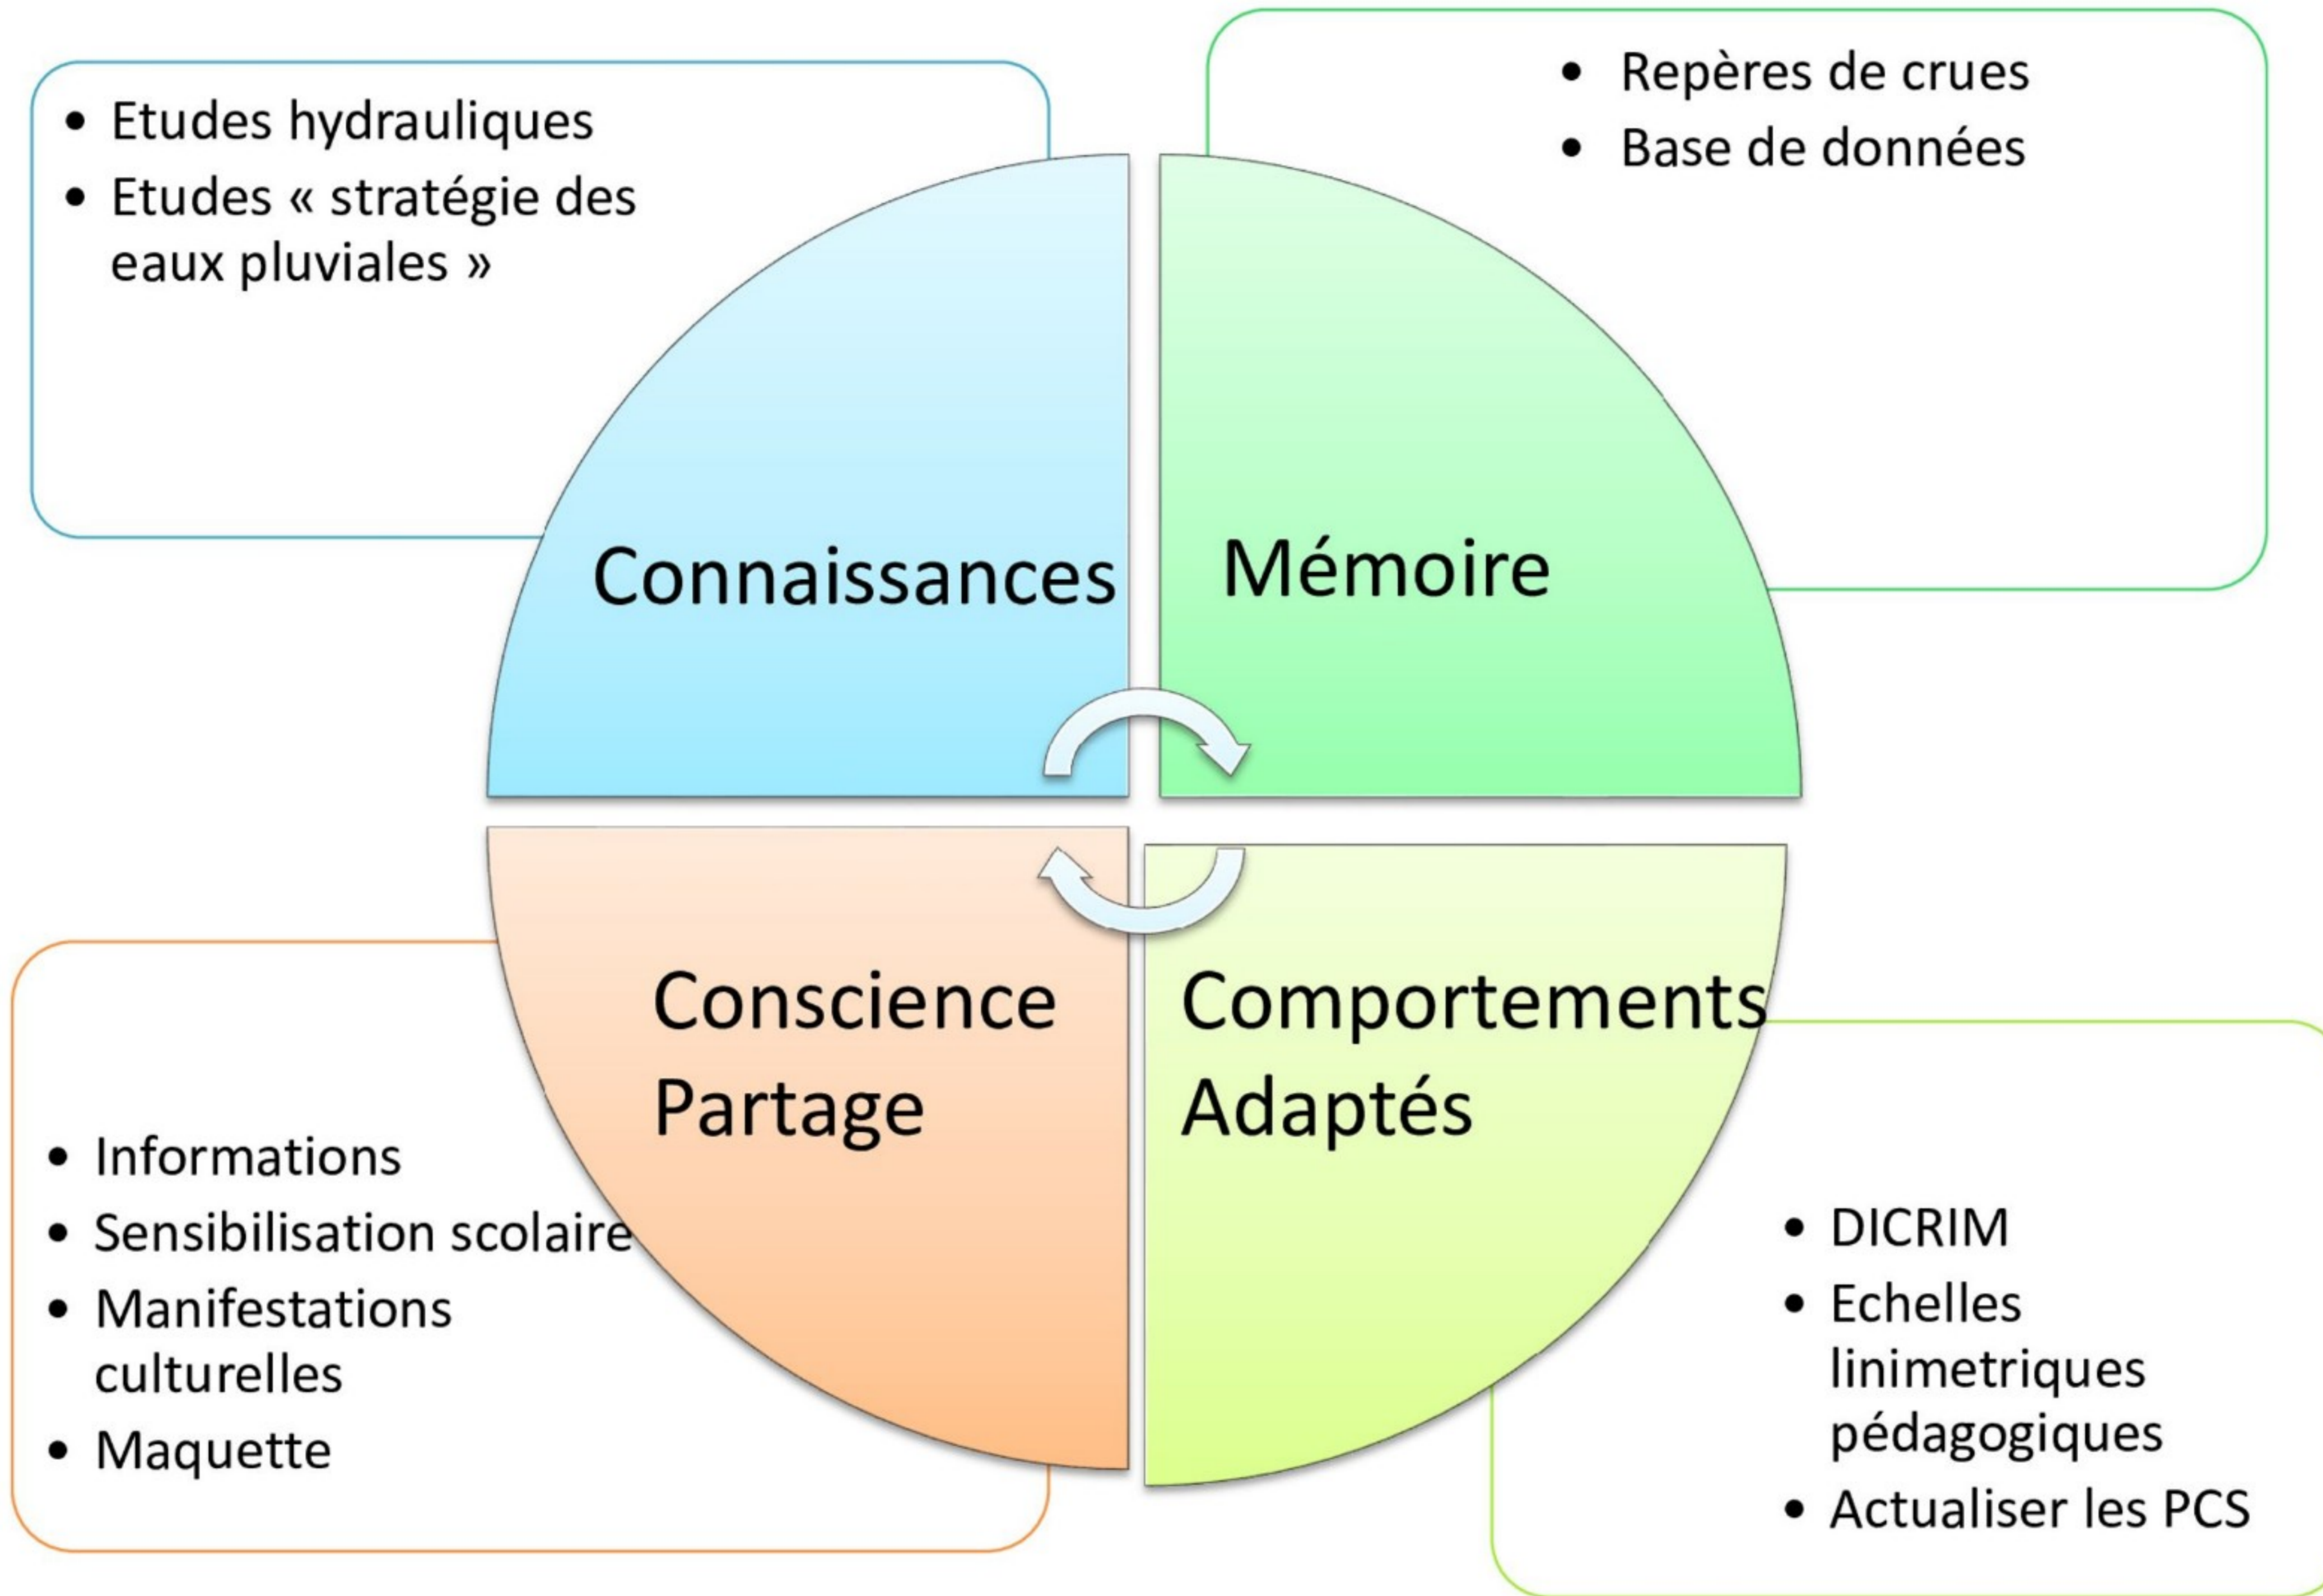 • Etudes hydrauliques
• Etudes « stratégie des
eaux pluviales »
• Repères de crues
• Base de données
Connaissances
Mémoire
Conscience
Partage
Comportements
Adaptés
• Informations
• Sensibilisation scolaire
• Manifestations
culturelles
• Maquette
• DICRIM
• Echelles
linimetriques
pédagogiques
• Actualiser les PCS